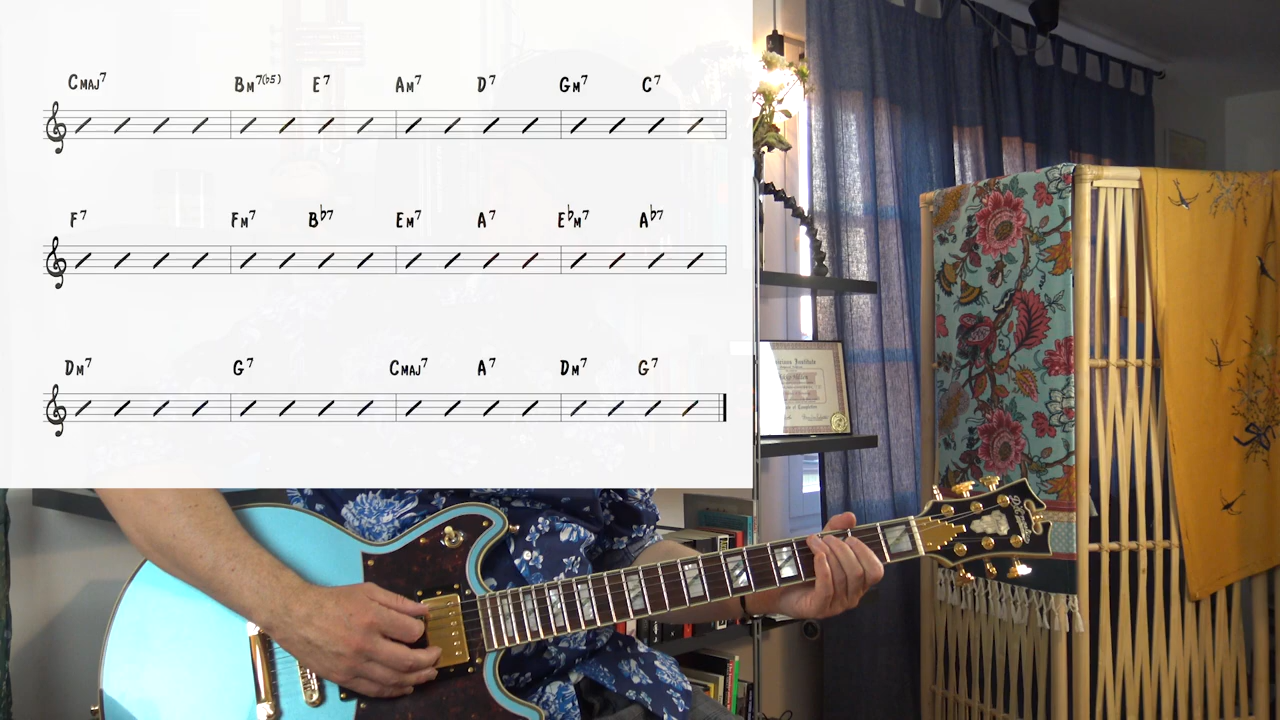 Cmaj7 Bm7(b5) E7 Am7 D7 Gm7 C7
F7 Fm7 Bb7 Em7 A7 Ebm7 Ab7
Dm7 G7 Cmaj7 A7 Dm7 G7